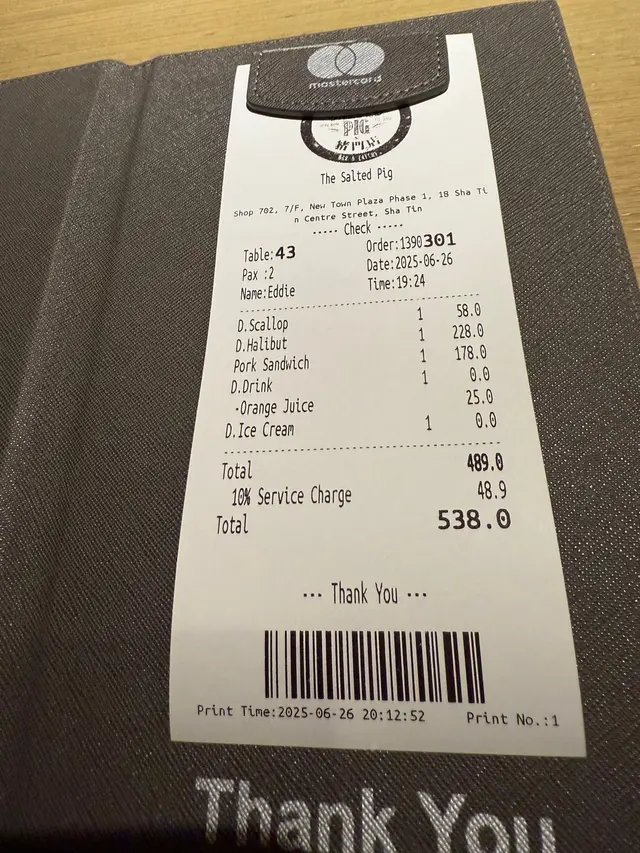 mastercard
PIG
豬門店
BAR & EATERY
The Salted Pig
Shop 702, 7/F, New Town Plaza Phase 1, 18 Sha Ti
n Centre Street, Sha Tin
----- Check -----
Table:43 Order:1390301
Pax :2 Date:2025-06-26
Name:Eddie Time:19:24
D.Scallop 1 58.0
D.Halibut 1 228.0
Pork Sandwich 1 178.0
D.Drink 1 0.0
-Orange Juice 25.0
D.Ice Cream 1 0.0
Total 489.0
10% Service Charge 48.9
Total 538.0
--- Thank You ---
Print Time:2025-06-26 20:12:52 Print No.:1
Thank You